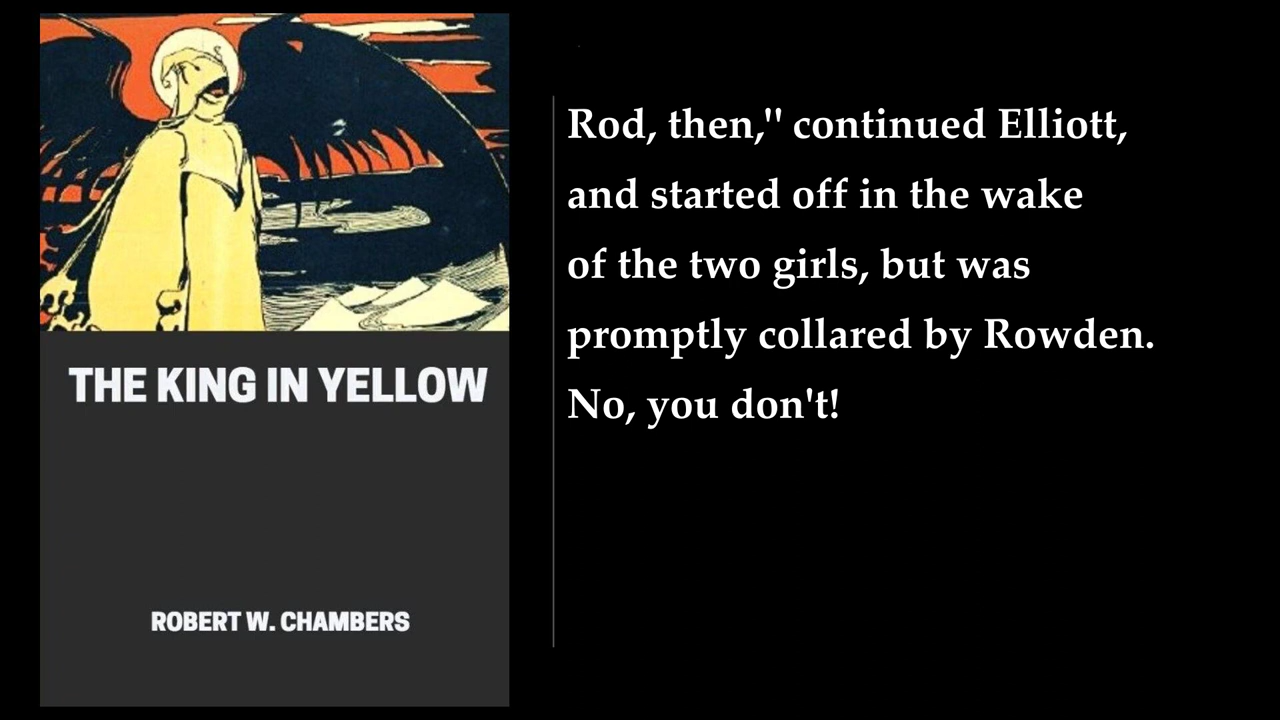 THE KING IN YELLOW
ROBERT W. CHAMBERS
Rod, then," continued Elliott,
and started off in the wake
of the two girls, but was
promptly collared by Rowden.
No, you don't!